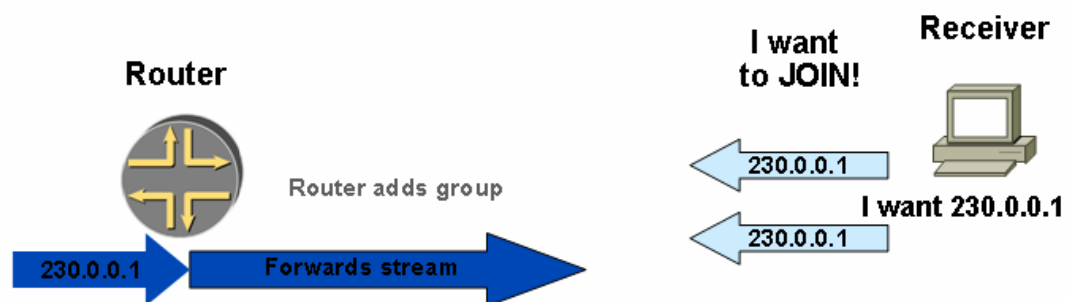 Router
I want
to JOIN!
Receiver
230.0.0.1
Router adds group
I want 230.0.0.1
230.0.0.1
230.0.0.1
Forwards stream